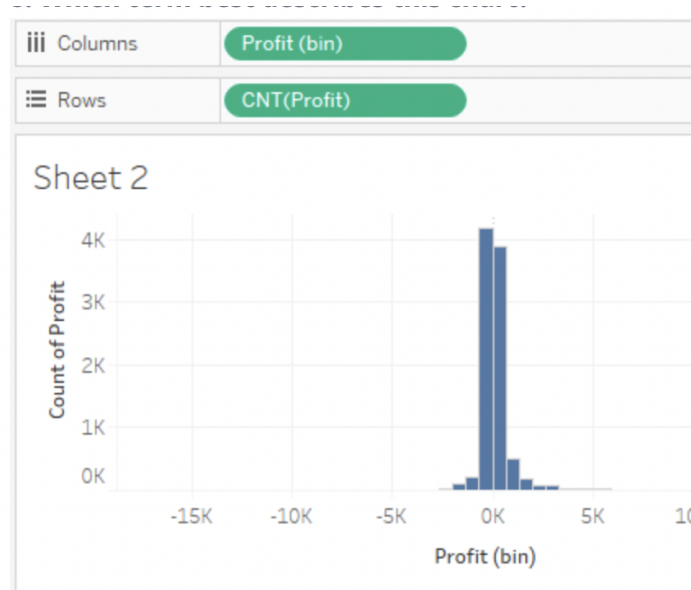 Columns Profit (bin)
Rows CNT(Profit)
Sheet 2
4K
3K
2K
1K
0K
Count of Profit
-15K -10K -5K 0K 5K
Profit (bin)